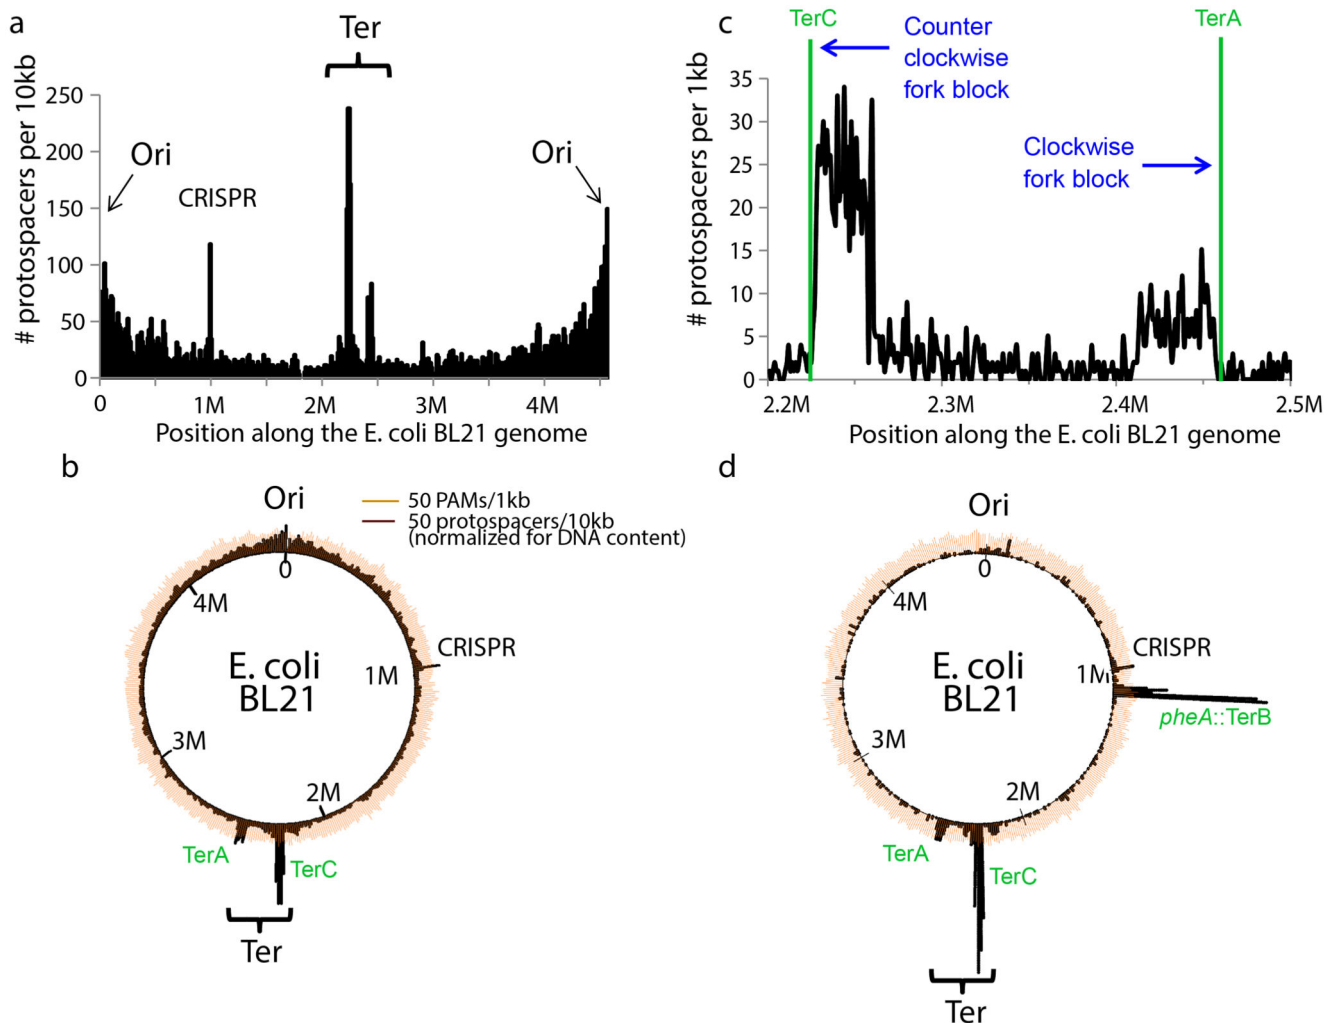 a
Ter
# protospacers per 10kb
250
200
150
100
50
0
Ori
CRISPR
Ori
0
1M
2M
3M
4M
Position along the E. coli BL21 genome
c
TerC
TerA
Counter
clockwise
fork block
Clockwise
fork block
# protospacers per 1kb
35
30
25
20
15
10
5
0
2.2M
2.3M
2.4M
2.5M
Position along the E. coli BL21 genome
b
Ori
50 PAMs/1kb
50 protospacers/10kb
(normalized for DNA content)
0
4M
CRISPR
1M
E. coli
BL21
3M
2M
TerA
TerC
Ter
d
Ori
0
4M
CRISPR
1M
E. coli
BL21
pheA::TerB
3M
2M
TerA
TerC
Ter